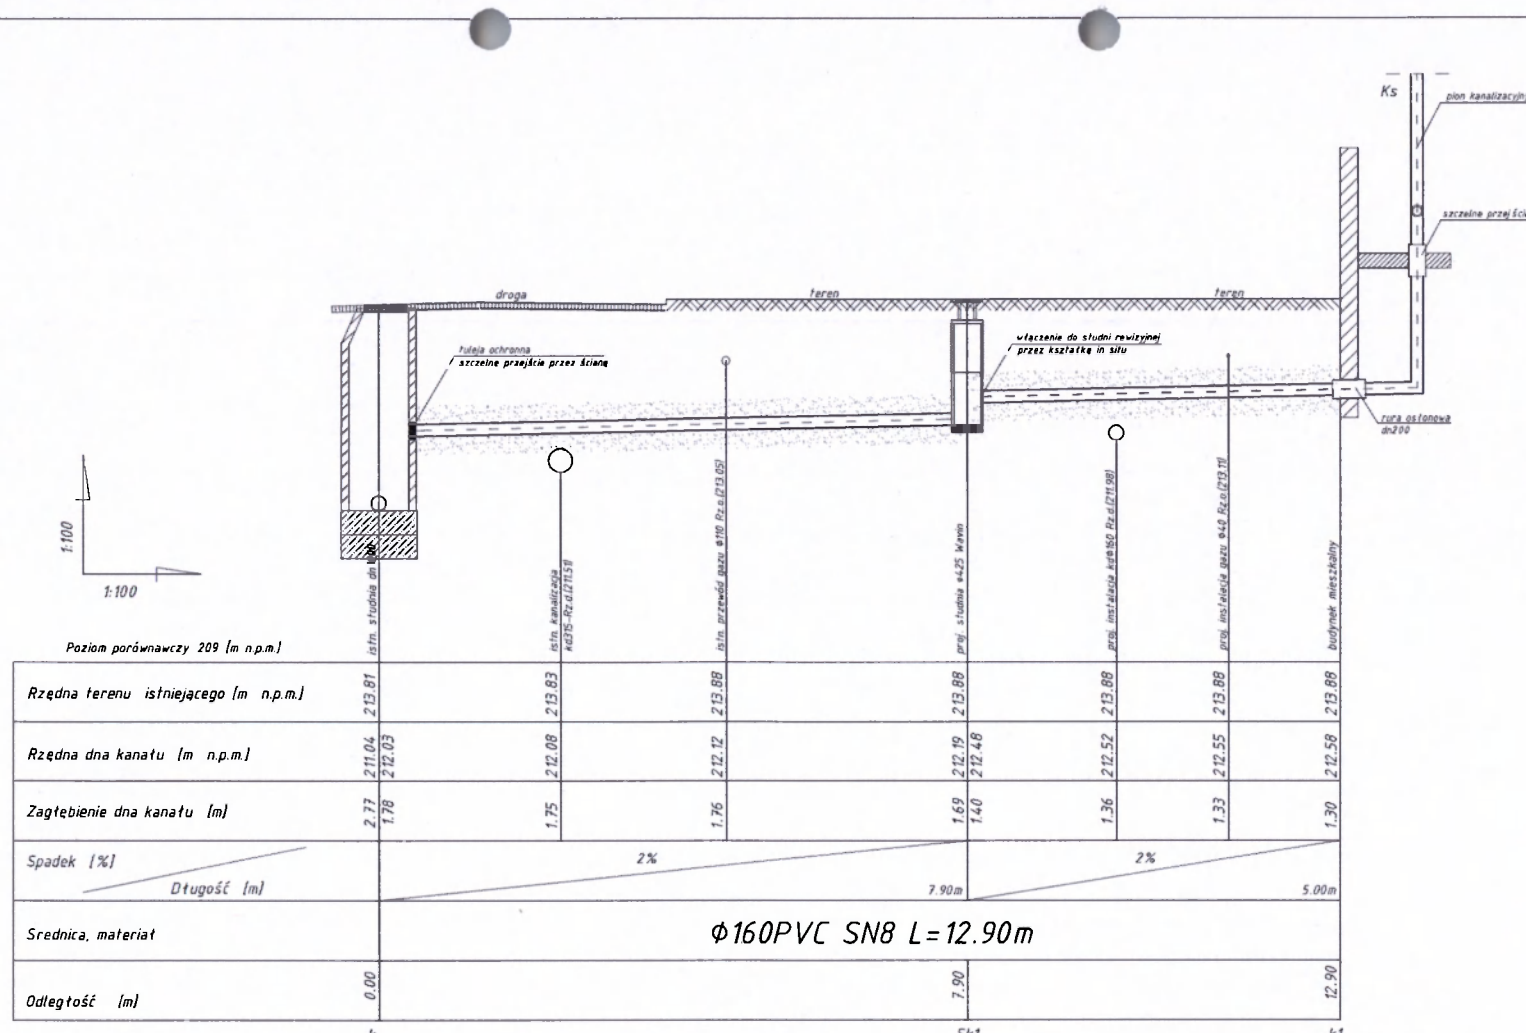 Ks
pion kanalizacyjn
szczelne przejści
droga
teren
teren
tuleja ochronna
szczelne przejście przez ścianę
włączenie do studni rewizyjnej
przez kształtkę in situ
rura osłonowa
dn200
1:100
1:100
istn. studnia dn
istn. kanalizacja
kd315-Rz.d.(211.51)
istn. przewód gazu ϕ110 Rz.o.(213.05)
proj. studnia ϕ425 Wavin
proj. instalacja kdϕ160 Rz.d.(211.98)
proj. instalacja gazu ϕ40 Rz.o.(213.11)
budynek mieszkalny
Poziom porównawczy 209 [m n.p.m.]
Rzędna terenu istniejącego [m n.p.m.] 213.81 213.83 213.88 213.88 213.88 213.88 213.88
Rzędna dna kanału [m n.p.m.] 211.04 212.03 212.08 212.12 212.19 212.48 212.52 212.55 212.58
Zagłębienie dna kanału [m] 2.77 1.78 1.75 1.76 1.69 1.40 1.36 1.33 1.30
Spadek [%] 2% 2%
Długość [m] 7.90m 5.00m
Srednica, materiał ϕ160PVC SN8 L=12.90m
Odległość [m] 0.00 7.90 12.90